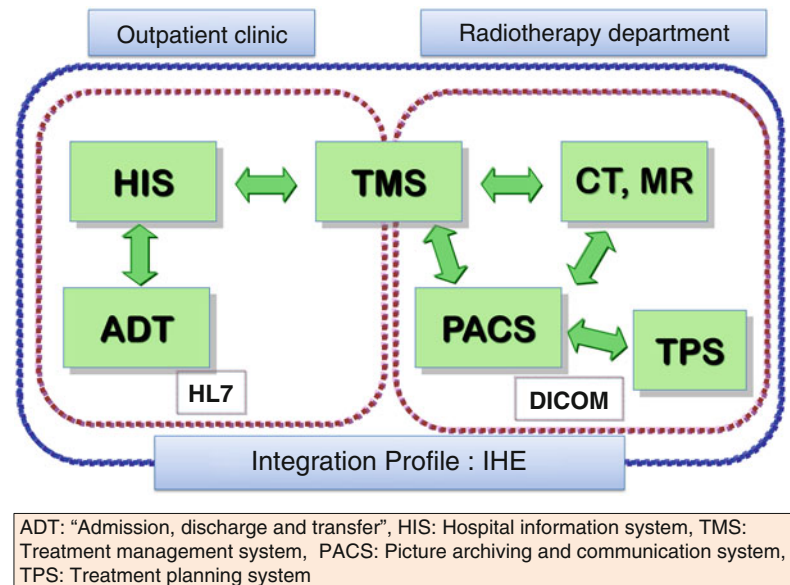 Outpatient clinic
Radiotherapy department
HIS
TMS
CT, MR
ADT
PACS
TPS
HL7
DICOM
Integration Profile : IHE
ADT: “Admission, discharge and transfer”, HIS: Hospital information system, TMS:
Treatment management system, PACS: Picture archiving and communication system,
TPS: Treatment planning system